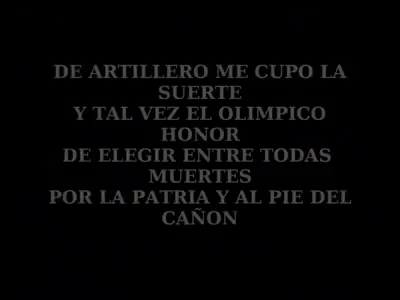 DE ARTILLERO ME CUPO LA
SUERTE
Y TAL VEZ EL OLIMPICO
HONOR
DE ELEGIR ENTRE TODAS
MUERTES
POR LA PATRIA Y AL PIE DEL
CAÑON